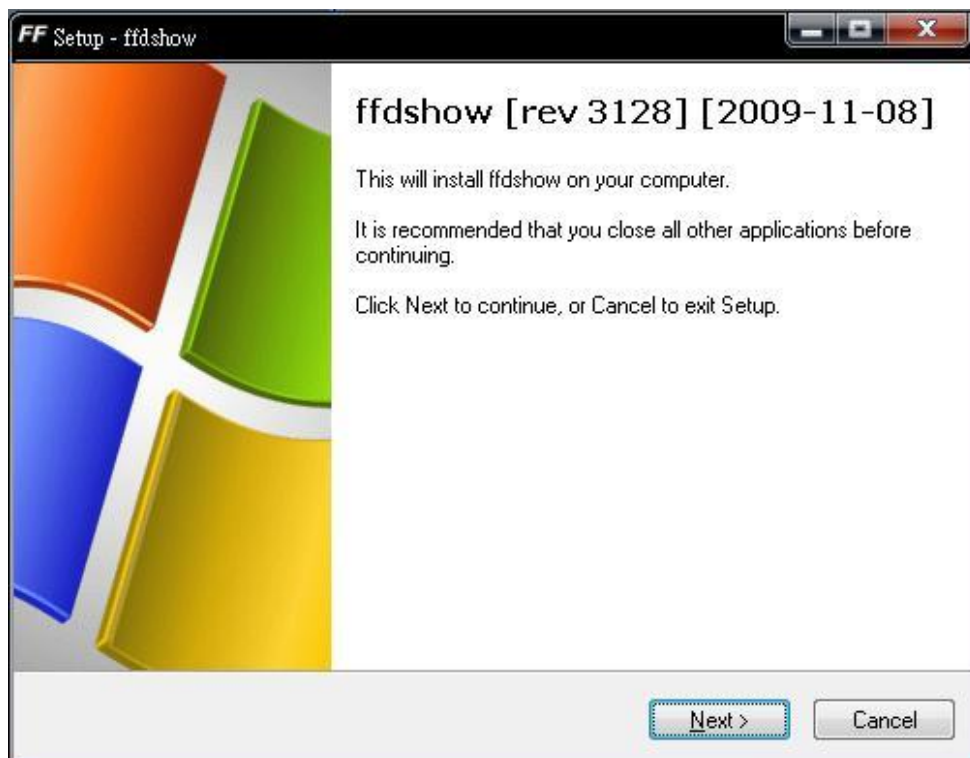 FF Setup - ffdshow
ffdshow [rev 3128] [2009-11-08]
This will install ffdshow on your computer.
It is recommended that you close all other applications before
continuing.
Click Next to continue, or Cancel to exit Setup.
Next >
Cancel